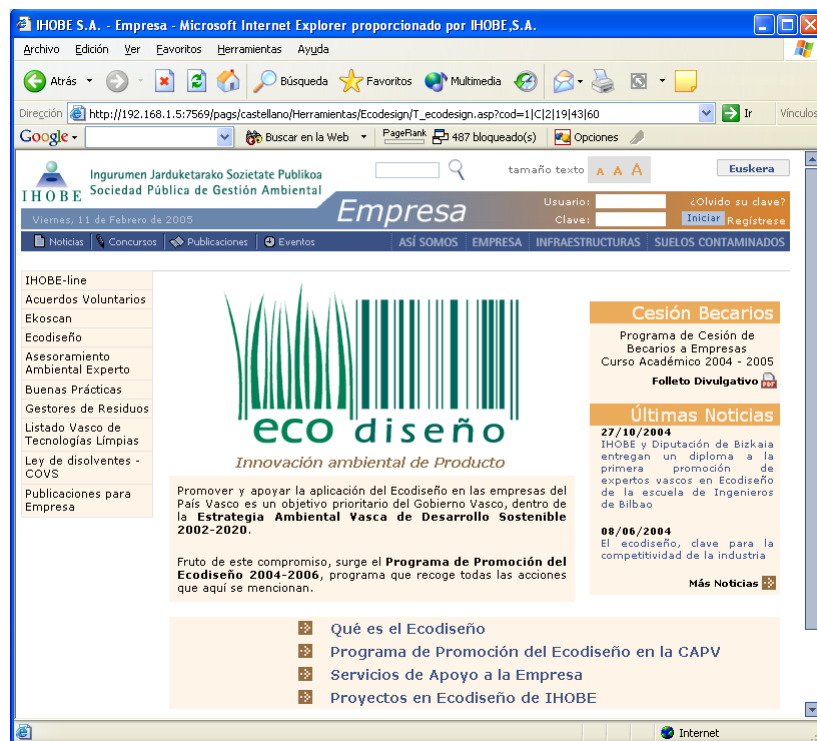 IHOBE S.A. - Empresa - Microsoft Internet Explorer proporcionado por IHOBE,S.A.
Archivo Edición Ver Favoritos Herramientas Ayuda
Atrás Búsqueda Favoritos Multimedia
Dirección http://192.168.1.5:7569/pags/castellano/Herramientas/Ecodesign/T_ecodesign.asp?cod=1|C|2|19|43|60 Ir Vínculos
Google Buscar en la Web PageRank 487 bloqueado(s) Opciones
IHOBE
Ingurumen Jarduketarako Sozietate Publikoa
Sociedad Pública de Gestión Ambiental
tamaño texto A A A Euskera
Viernes, 11 de Febrero de 2005
Empresa
Usuario: ¿Olvido su clave?
Clave: Iniciar Regístrese
Noticias Concursos Publicaciones Eventos ASÍ SOMOS EMPRESA INFRAESTRUCTURAS SUELOS CONTAMINADOS
IHOBE-line
Acuerdos Voluntarios
Ekoscan
Ecodiseño
Asesoramiento
Ambiental Experto
Buenas Prácticas
Gestores de Residuos
Listado Vasco de
Tecnologías Límpias
Ley de disolventes -
COVS
Publicaciones para
Empresa
eco diseño
Innovación ambiental de Producto
Promover y apoyar la aplicación del Ecodiseño en las empresas del
País Vasco es un objetivo prioritario del Gobierno Vasco, dentro de
la Estrategia Ambiental Vasca de Desarrollo Sostenible
2002-2020.
Fruto de este compromiso, surge el Programa de Promoción del
Ecodiseño 2004-2006, programa que recoge todas las acciones
que aquí se mencionan.
Cesión Becarios
Programa de Cesión de
Becarios a Empresas
Curso Académico 2004 - 2005
Folleto Divulgativo
Últimas Noticias
27/10/2004
IHOBE y Diputación de Bizkaia
entregan un diploma a la
primera promoción de
expertos vascos en Ecodiseño
de la escuela de Ingenieros
de Bilbao
08/06/2004
El ecodiseño, clave para la
competitividad de la industria
Más Noticias
Qué es el Ecodiseño
Programa de Promoción del Ecodiseño en la CAPV
Servicios de Apoyo a la Empresa
Proyectos en Ecodiseño de IHOBE
Internet